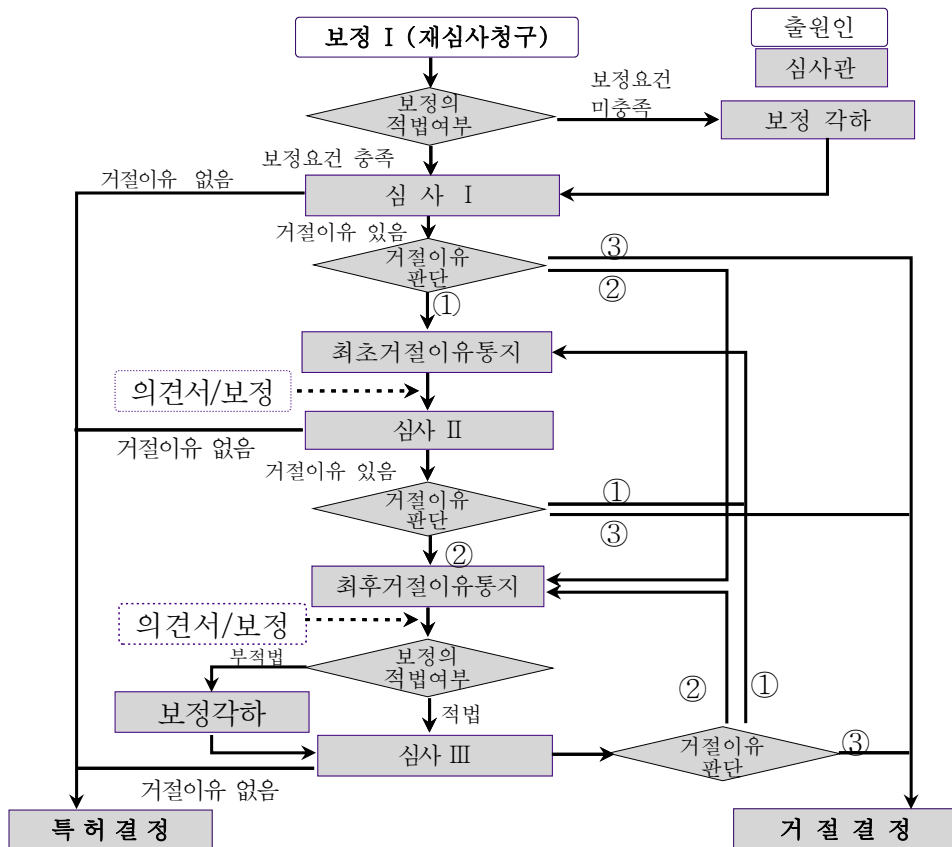 보정 Ⅰ (재심사청구)
출원인
심사관
보정의
적법여부
보정요건
미충족
보정 각하
보정요건 충족
거절이유 없음
심 사 Ⅰ
거절이유 있음
거절이유
판단
③
②
①
최초거절이유통지
의견서/보정
심사 Ⅱ
거절이유 없음
거절이유 있음
거절이유
판단
①
③
②
최후거절이유통지
의견서/보정
부적법
보정의
적법여부
보정각하
적법
②
①
심사 Ⅲ
거절이유
판단
③
거절이유 없음
특 허 결 정
거 절 결 정